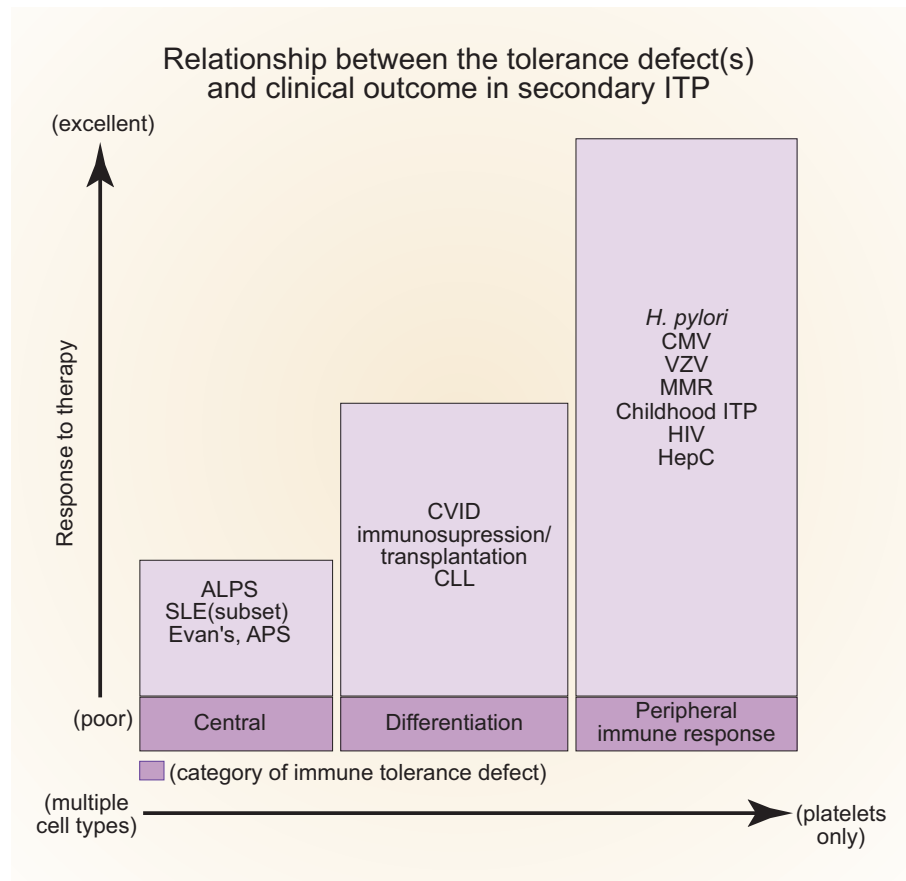 Relationship between the tolerance defect(s)
and clinical outcome in secondary ITP
(excellent)
Response to therapy
(poor)
ALPS
SLE(subset)
Evan's, APS
Central
CVID
immunosupression/
transplantation
CLL
Differentiation
H. pylori
CMV
VZV
MMR
Childhood ITP
HIV
HepC
Peripheral
immune response
(category of immune tolerance defect)
(multiple
cell types)
(platelets
only)